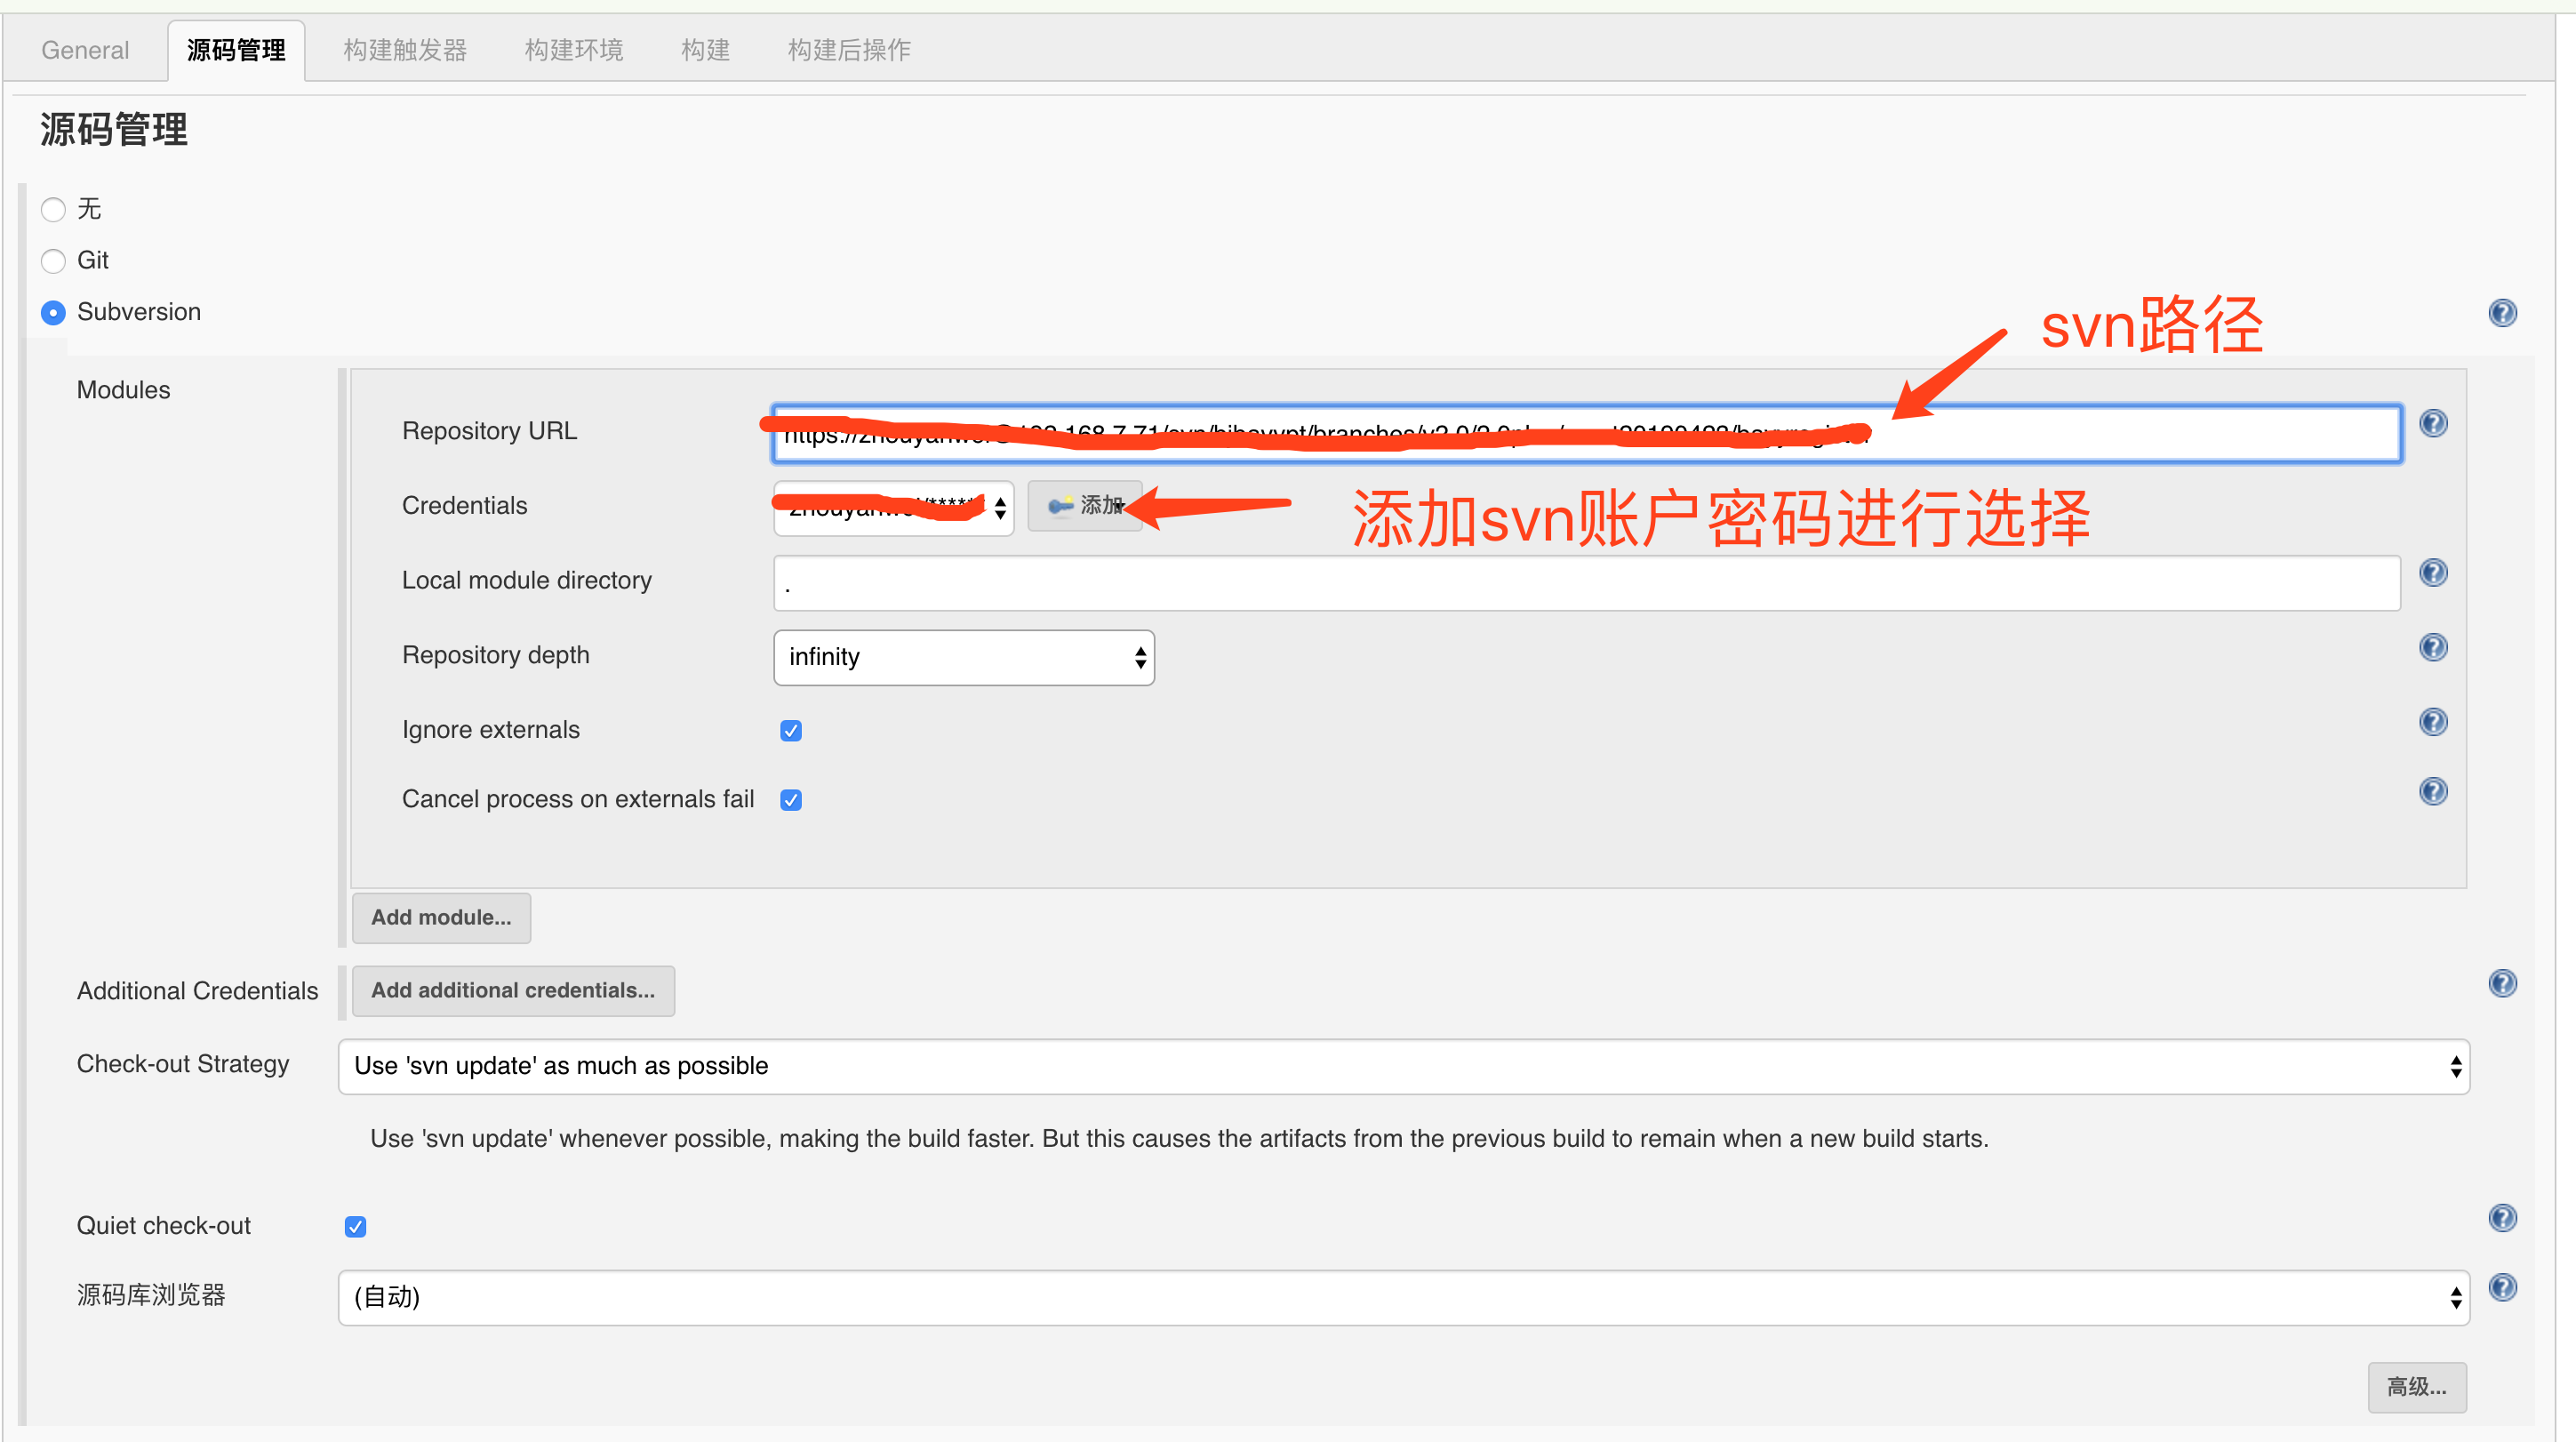 General 源码管理 构建触发器 构建环境 构建 构建后操作
源码管理
无
Git
Subversion
svn路径
Modules
Repository URL
Credentials
添加
添加svn账户密码进行选择
Local module directory .
Repository depth infinity
Ignore externals
Cancel process on externals fail
Add module...
Additional Credentials Add additional credentials...
Check-out Strategy Use 'svn update' as much as possible
Use 'svn update' whenever possible, making the build faster. But this causes the artifacts from the previous build to remain when a new build starts.
Quiet check-out
源码库浏览器 (自动)
高级...